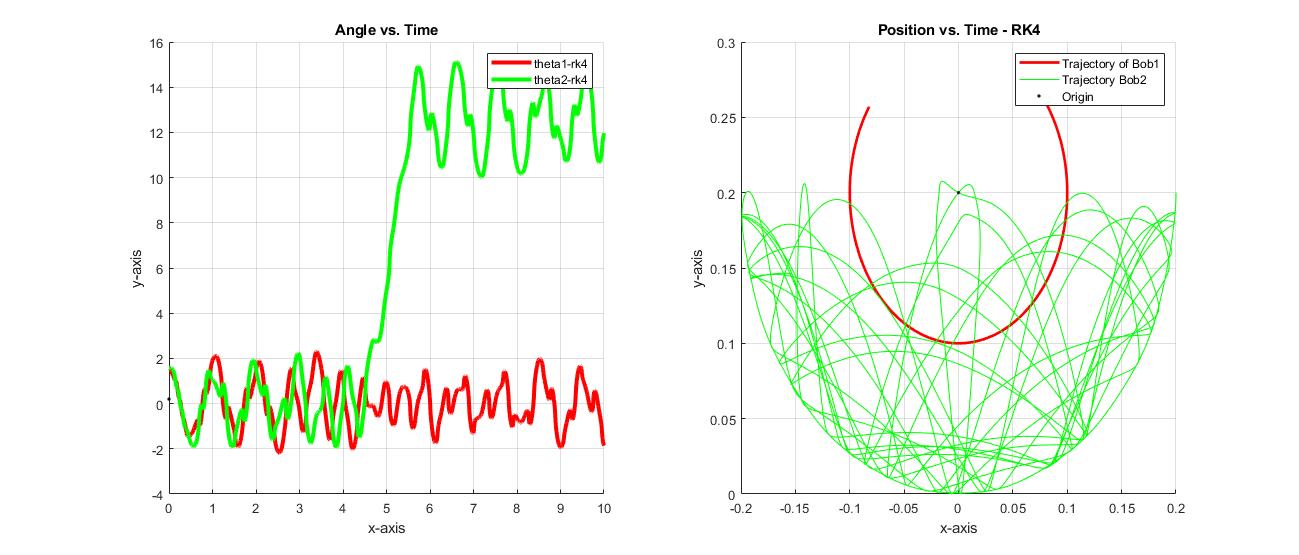 Angle vs. Time
16
14
12
10
8
6
4
2
0
-2
-4
y-axis
theta1-rk4
theta2-rk4
0 1 2 3 4 5 6 7 8 9 10
x-axis
Position vs. Time - RK4
0.3
0.25
0.2
0.15
0.1
0.05
0
y-axis
Trajectory of Bob1
Trajectory Bob2
Origin
-0.2 -0.15 -0.1 -0.05 0 0.05 0.1 0.15 0.2
x-axis